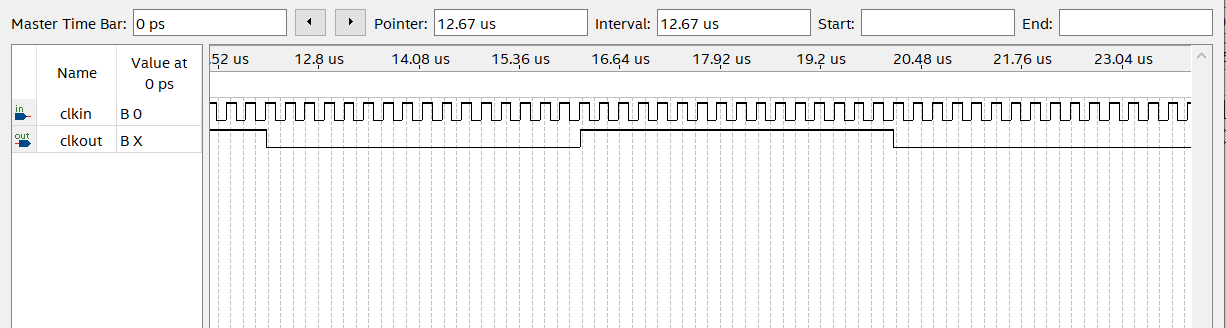 Master Time Bar: 0 ps Pointer: 12.67 us Interval: 12.67 us Start: End:
Name Value at 0 ps
.52 us 12.8 us 14.08 us 15.36 us 16.64 us 17.92 us 19.2 us 20.48 us 21.76 us 23.04 us
in clkin B 0
out clkout B X